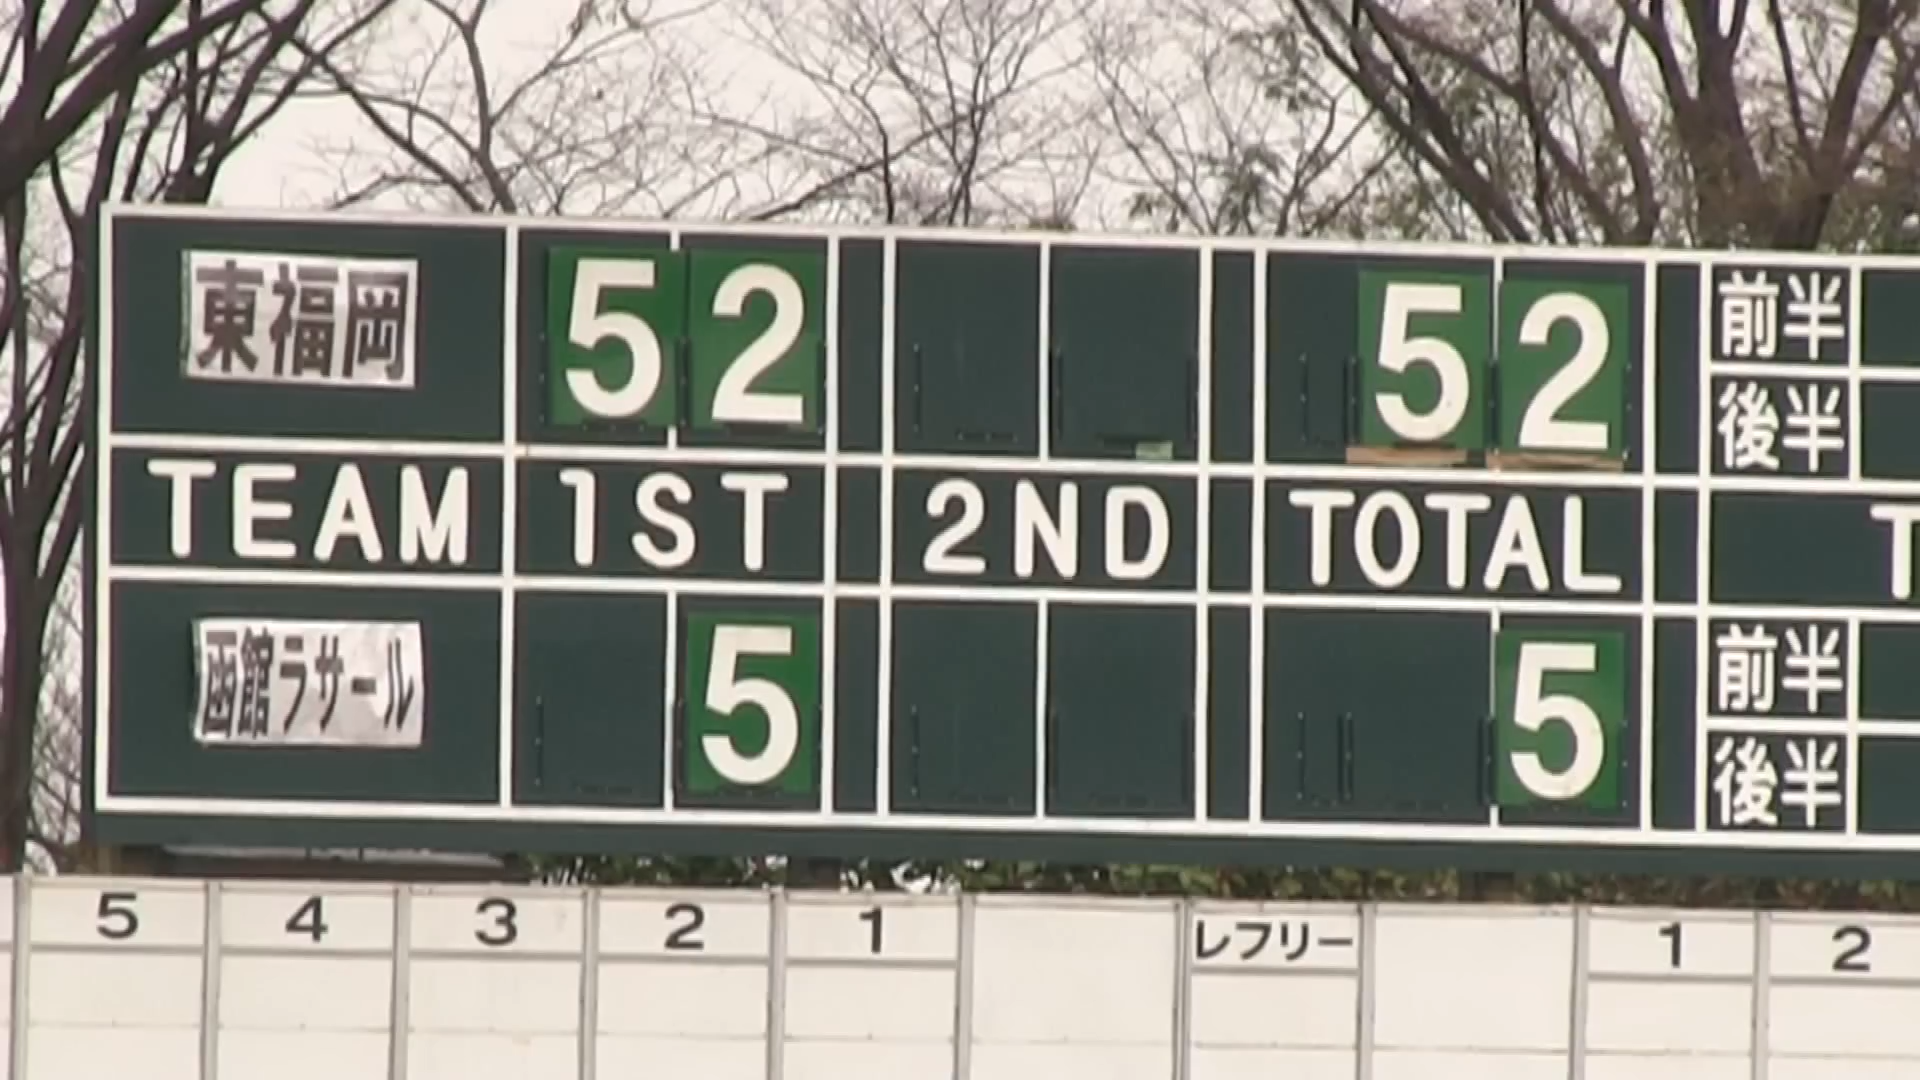 東福岡 52 52 前半
後半
TEAM 1ST 2ND TOTAL T
函館ラサール 5 5 前半
後半
5 4 3 2 1 レフリー 1 2